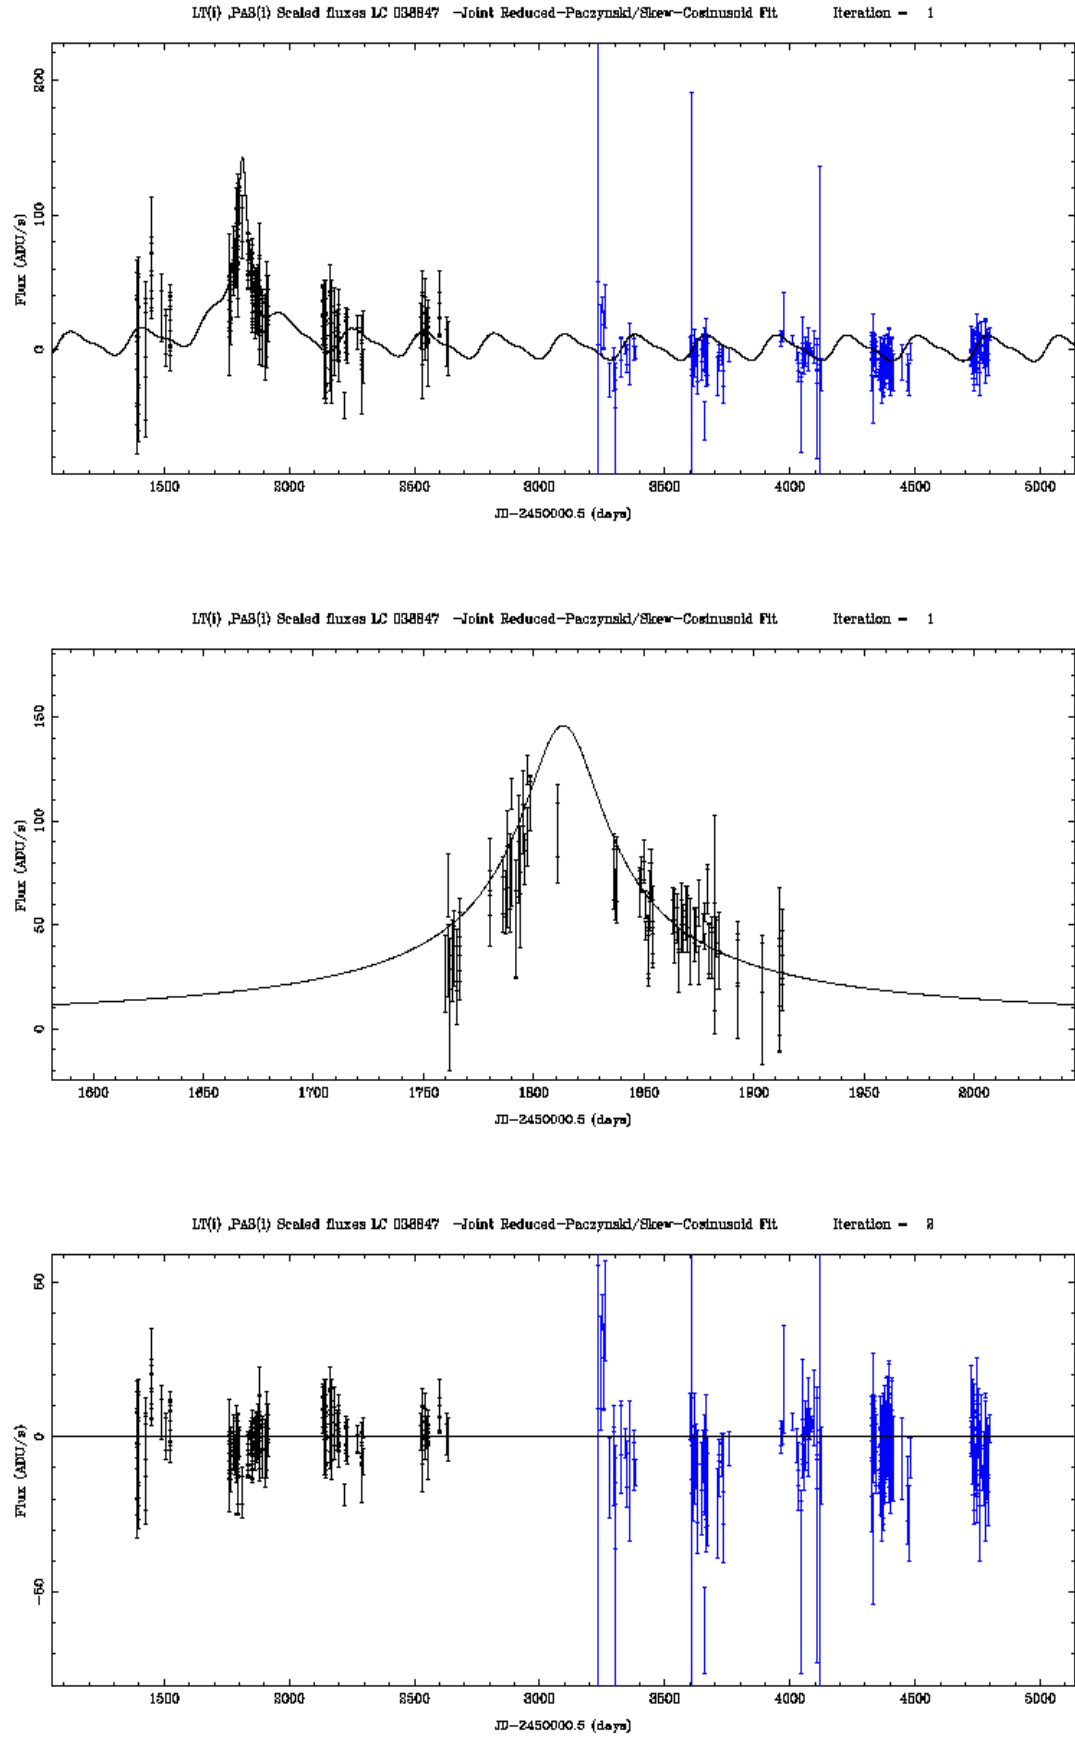 LT(i) ,PAS(i) Scaled fluxes LC 038847 -Joint Reduced-Paczynski/Skew-Cosinusoid Fit Iteration = 1
200
100
0
Flux (ADU/s)
1500 2000 2500 3000 3500 4000 4500 5000
JD-2450000.5 (days)
LT(i) ,PAS(i) Scaled fluxes LC 038847 -Joint Reduced-Paczynski/Skew-Cosinusoid Fit Iteration = 1
150
100
50
0
Flux (ADU/s)
1600 1650 1700 1750 1800 1850 1900 1950 2000
JD-2450000.5 (days)
LT(i) ,PAS(i) Scaled fluxes LC 038847 -Joint Reduced-Paczynski/Skew-Cosinusoid Fit Iteration = 2
50
0
-50
Flux (ADU/s)
1500 2000 2500 3000 3500 4000 4500 5000
JD-2450000.5 (days)